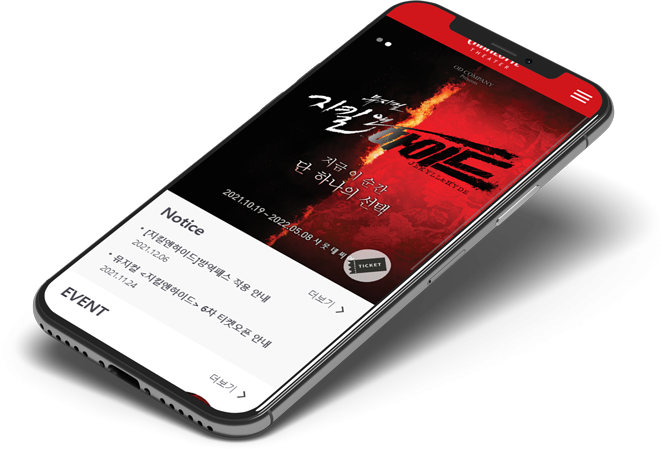 THEATER
OD COMPANY
뮤지컬
지킬앤하이드
JEKYLL&HYDE
지금 이 순간
단 하나의 선택
2021.10.19~2022.05.08 샤롯데씨
TICKET
Notice
• [지킬앤하이드]방역패스 적용 안내
2021.12.06
• 뮤지컬 <지킬앤하이드> 6차 티켓오픈 안내
2021.11.24
더보기
EVENT
더보기